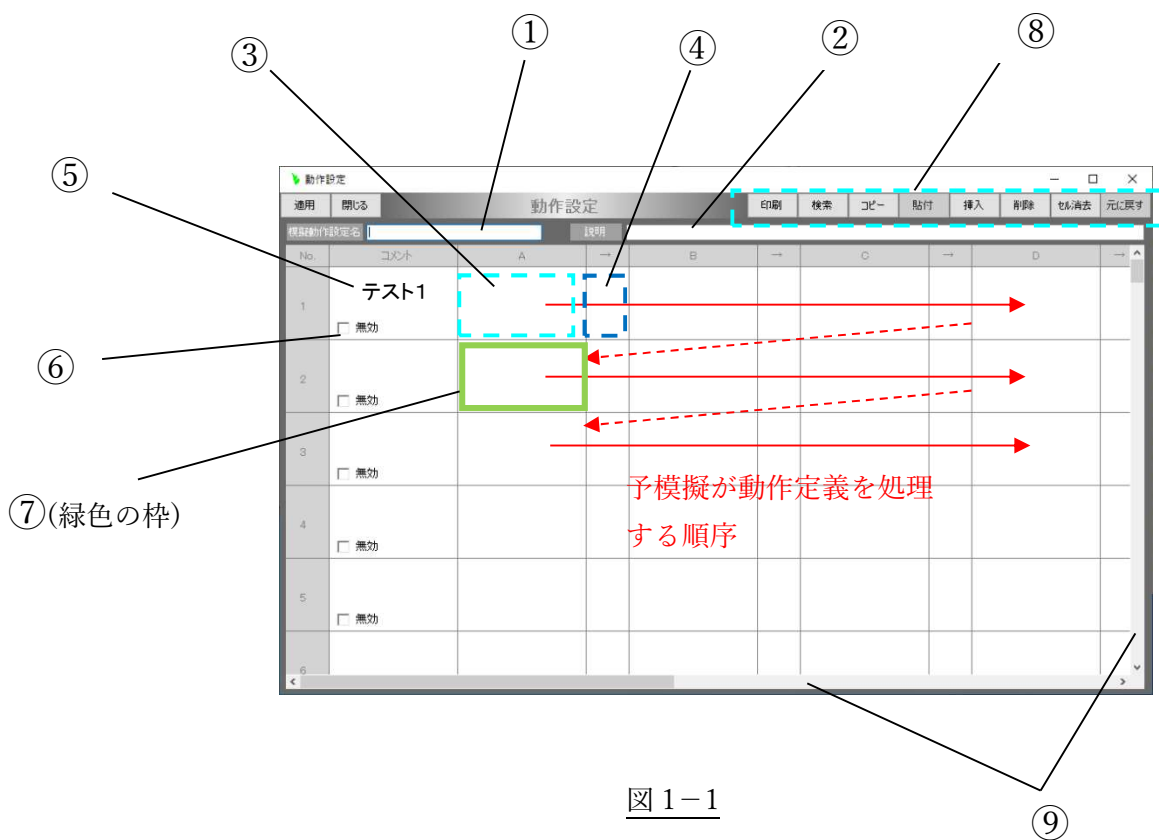 ①
④
②
⑧
③
⑤
動作設定
適用 閉じる 動作設定 印刷 検索 コピー 貼付 挿入 削除 セル消去 元に戻す
模擬動作設定名 説明
No. コメント A → B → C → D →
テスト1
1
無効
⑥
2
無効
3
無効
⑦(緑色の枠)
予模擬が動作定義を処理
する順序
4
無効
5
無効
6
図 1-1
⑨